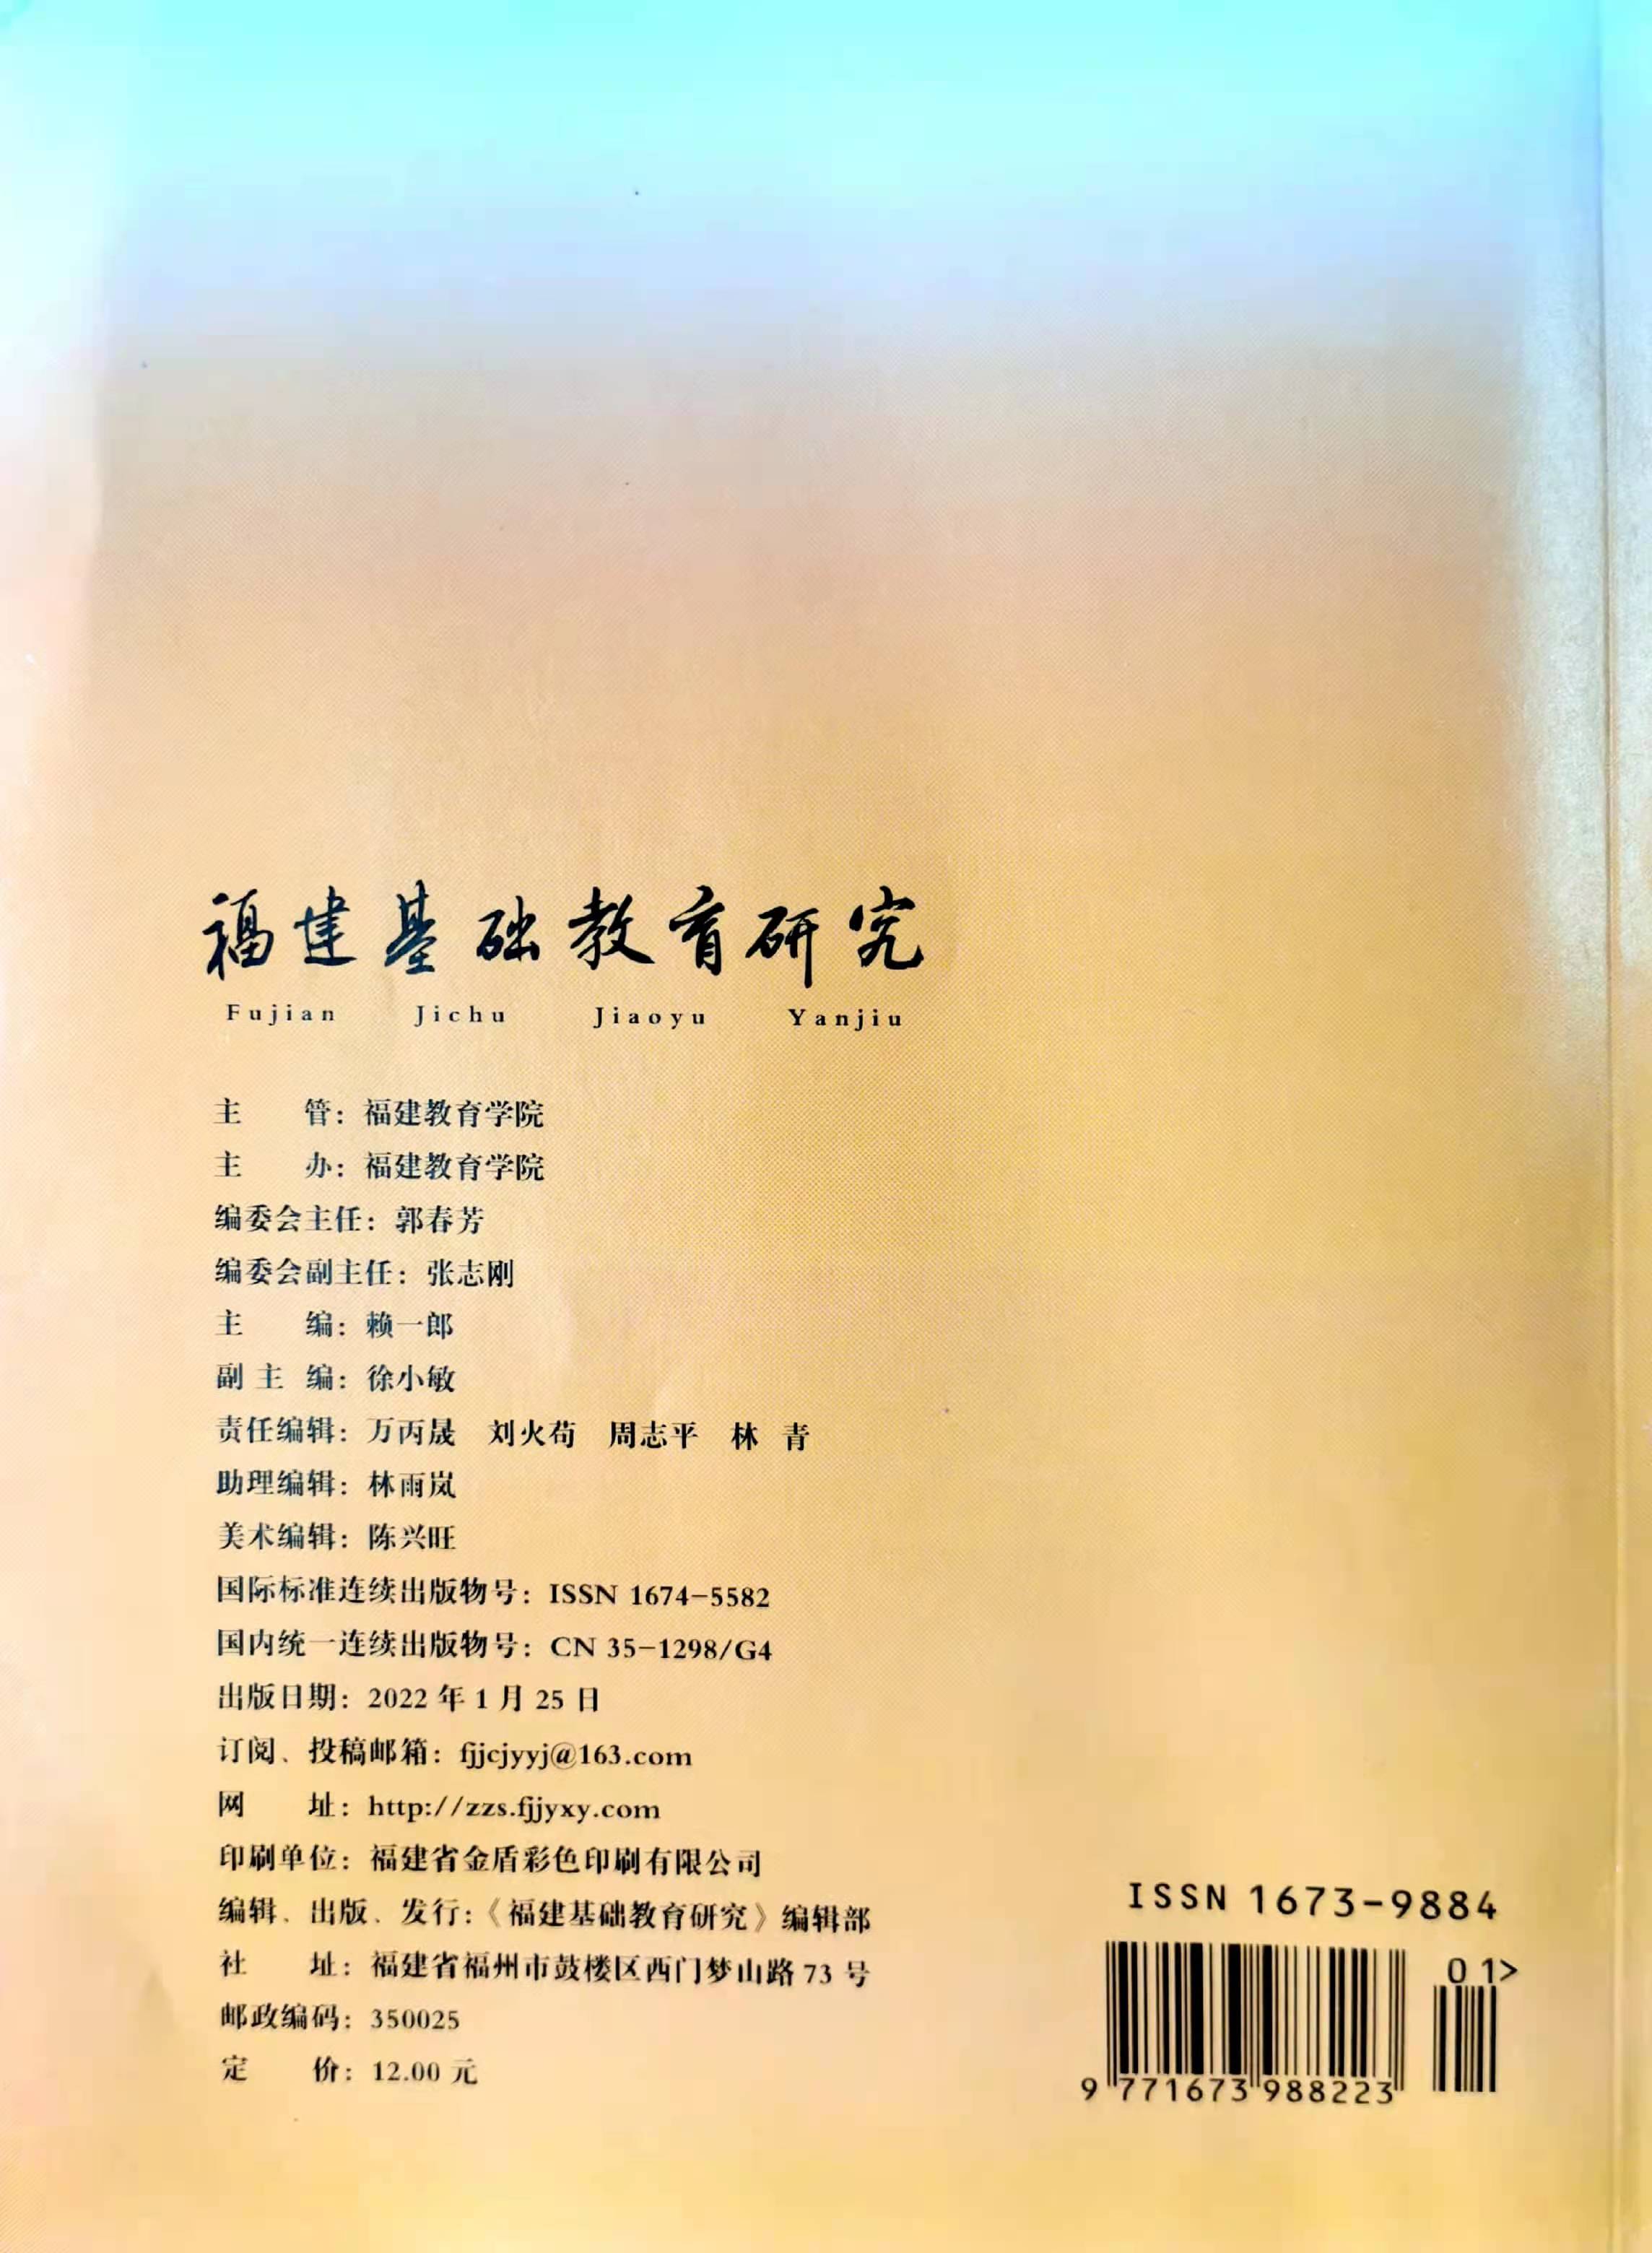 福建基础教育研究
Fujian Jichu Jiaoyu Yanjiu
主 管：福建教育学院
主 办：福建教育学院
编委会主任：郭春芳
编委会副主任：张志刚
主 编：赖一郎
副主编：徐小敏
责任编辑：万丙晟 刘火苟 周志平 林 青
助理编辑：林雨岚
美术编辑：陈兴旺
国际标准连续出版物号：ISSN 1674-5582
国内统一连续出版物号：CN 35-1298/G4
出版日期：2022年1月25日
订阅、投稿邮箱：fjjcjyyj@163.com
网 址：http://zzs.fjjyxy.com
印刷单位：福建省金盾彩色印刷有限公司
编辑、出版、发行：《福建基础教育研究》编辑部
社 址：福建省福州市鼓楼区西门梦山路73号
邮政编码：350025
定 价：12.00元
ISSN 1673-9884
01>
9 771673 988223